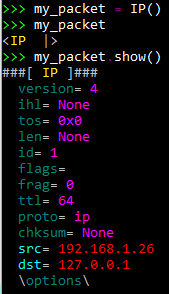 >>> my_packet = IP()
>>> my_packet
<IP  |>
>>> my_packet.show()
###[ IP ]###
  version= 4
  ihl= None
  tos= 0x0
  len= None
  id= 1
  flags=
  frag= 0
  ttl= 64
  proto= ip
  chksum= None
  src= 192.168.1.26
  dst= 127.0.0.1
  \options\